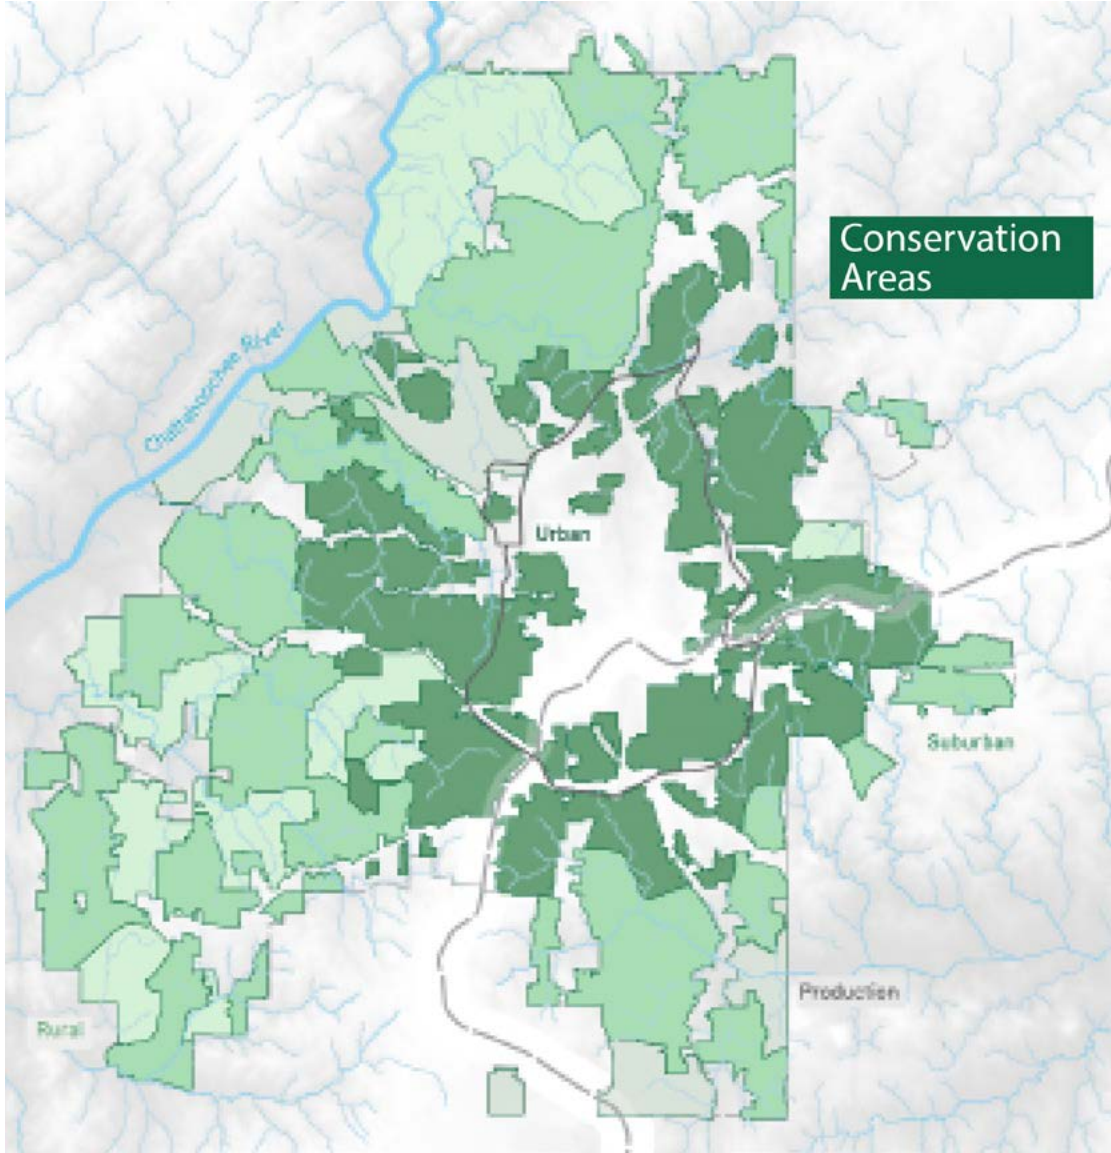 Conservation
Areas
Chattahoochee River
Urban
Suburban
Production
Rural